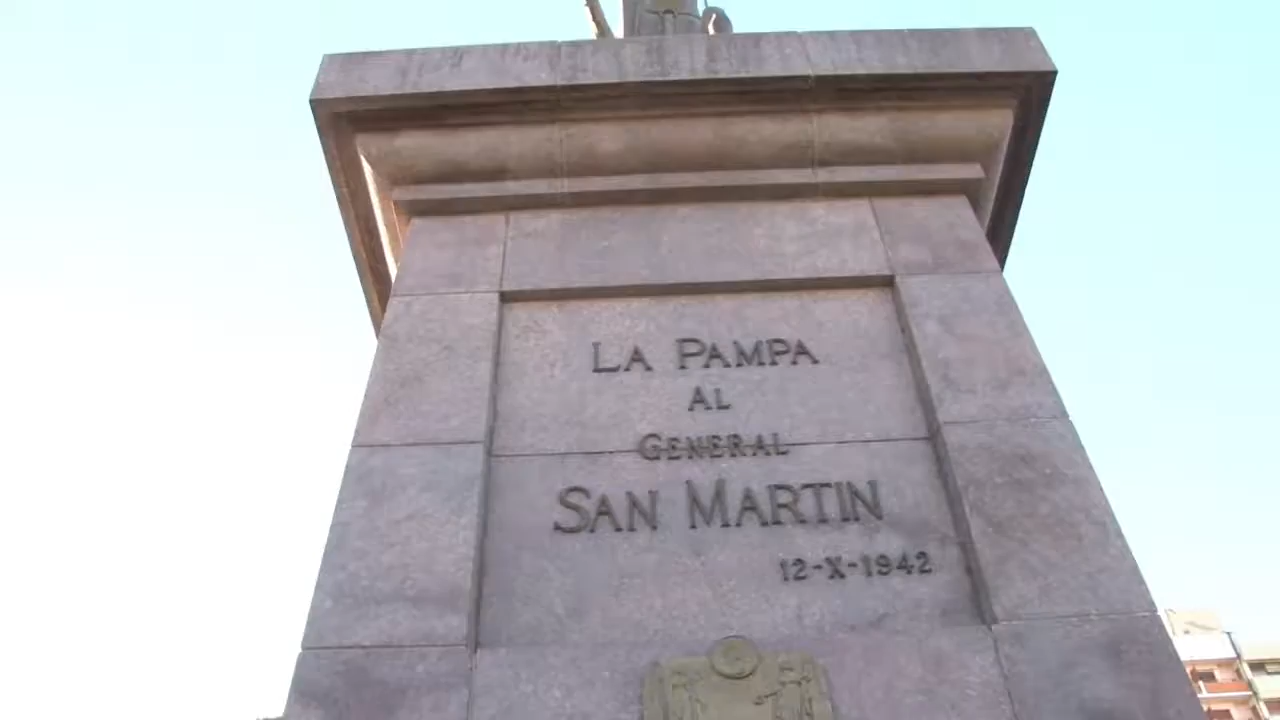 LA PAMPA
AL
GENERAL
SAN MARTIN
12-X-1942